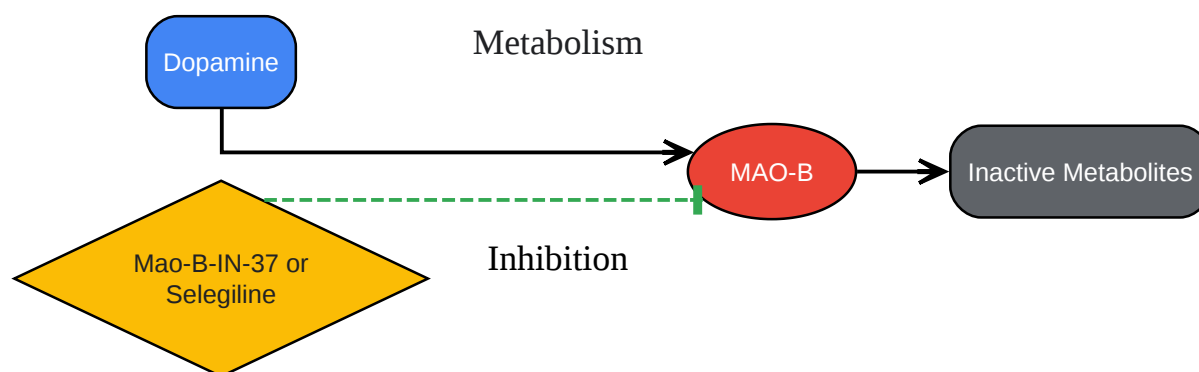 Metabolism
Dopamine
MAO-B
Inactive Metabolites
Inhibition
Mao-B-IN-37 or
Selegiline